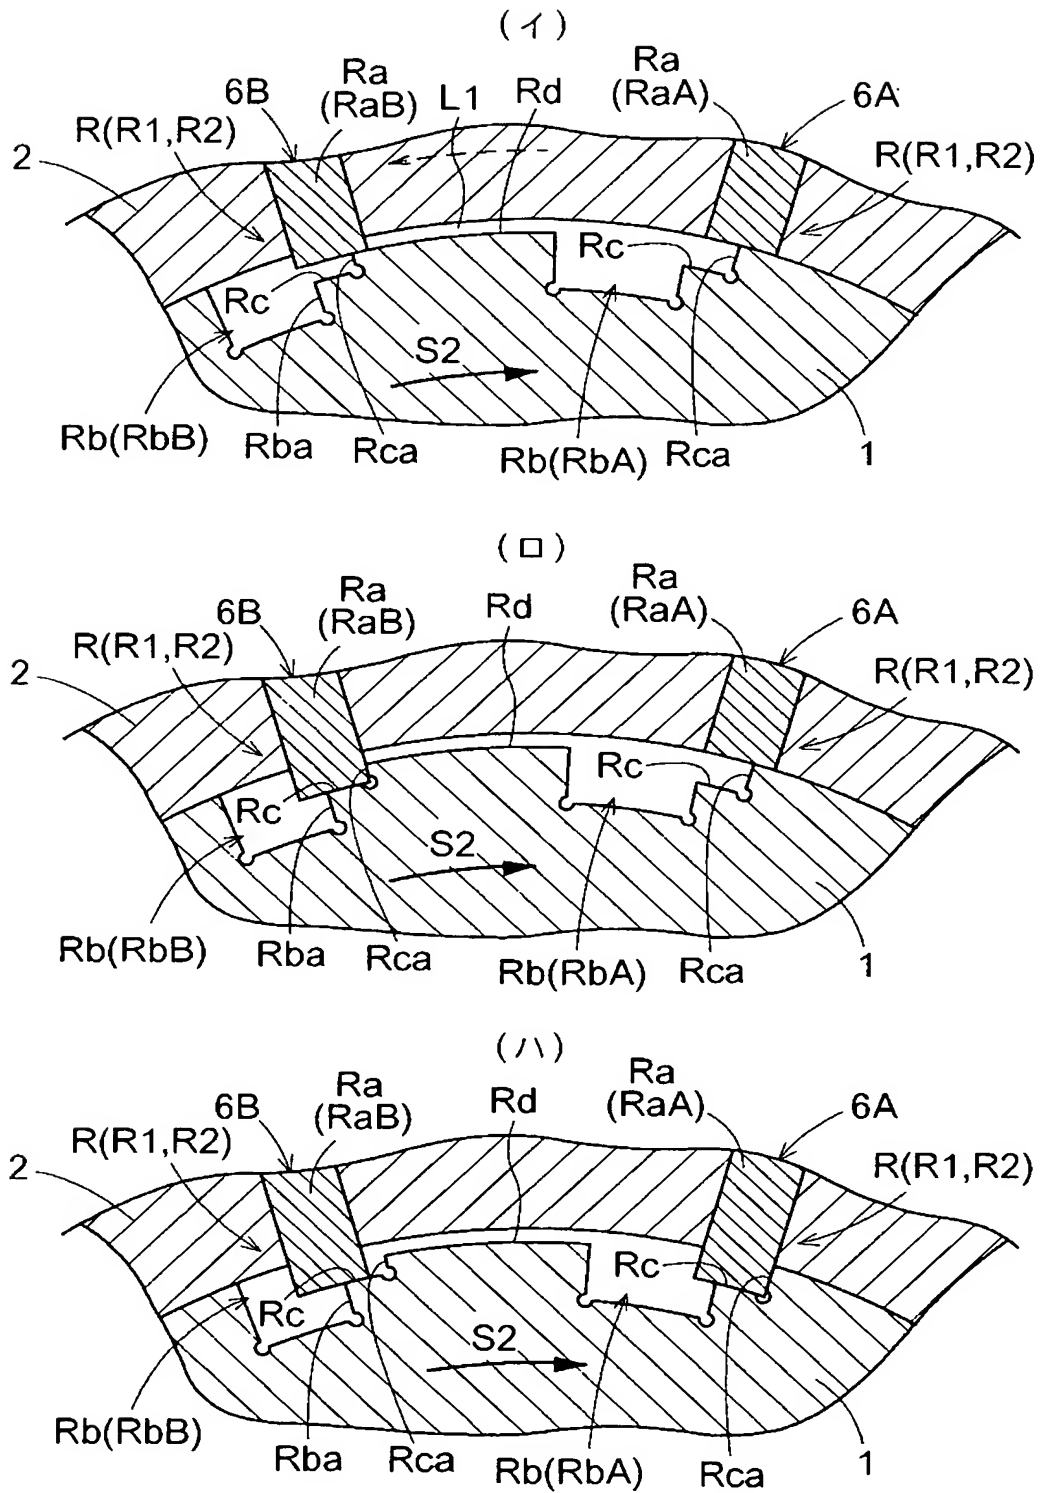 (イ)
Ra
(RaA)
Ra
(RaB)
6B
L1
Rd
6A
R(R1,R2)
R(R1,R2)
2
Rc
Rc
S2
Rb(RbB)
Rba
Rca
Rb(RbA)
Rca
1
(ロ)
Ra
(RaB)
Ra
(RaA)
6B
Rd
6A
R(R1,R2)
R(R1,R2)
2
Rc
Rc
S2
Rb(RbB)
Rba
Rca
Rb(RbA)
Rca
1
(ハ)
Ra
(RaB)
Ra
(RaA)
6B
Rd
6A
R(R1,R2)
R(R1,R2)
2
Rc
Rc
S2
Rb(RbB)
Rba
Rca
Rb(RbA)
Rca
1